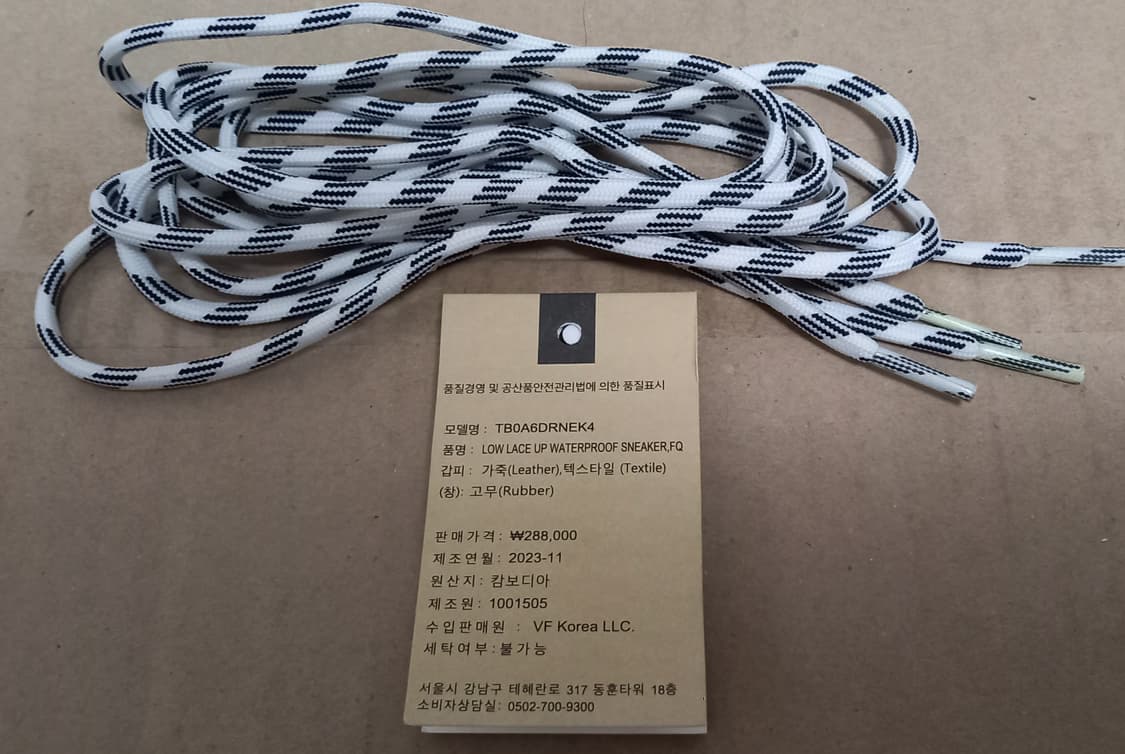 품질경영 및 공산품안전관리법에 의한 품질표시
모델명 : TB0A6DRNEK4
품명 : LOW LACE UP WATERPROOF SNEAKER,FQ
갑피 : 가죽(Leather),텍스타일 (Textile)
(창): 고무(Rubber)
판매가격: ₩288,000
제조연월: 2023-11
원산지: 캄보디아
제조원: 1001505
수입판매원 : VF Korea LLC.
세탁여부:불가능
서울시 강남구 테헤란로 317 동훈타워 18층
소비자상담실: 0502-700-9300